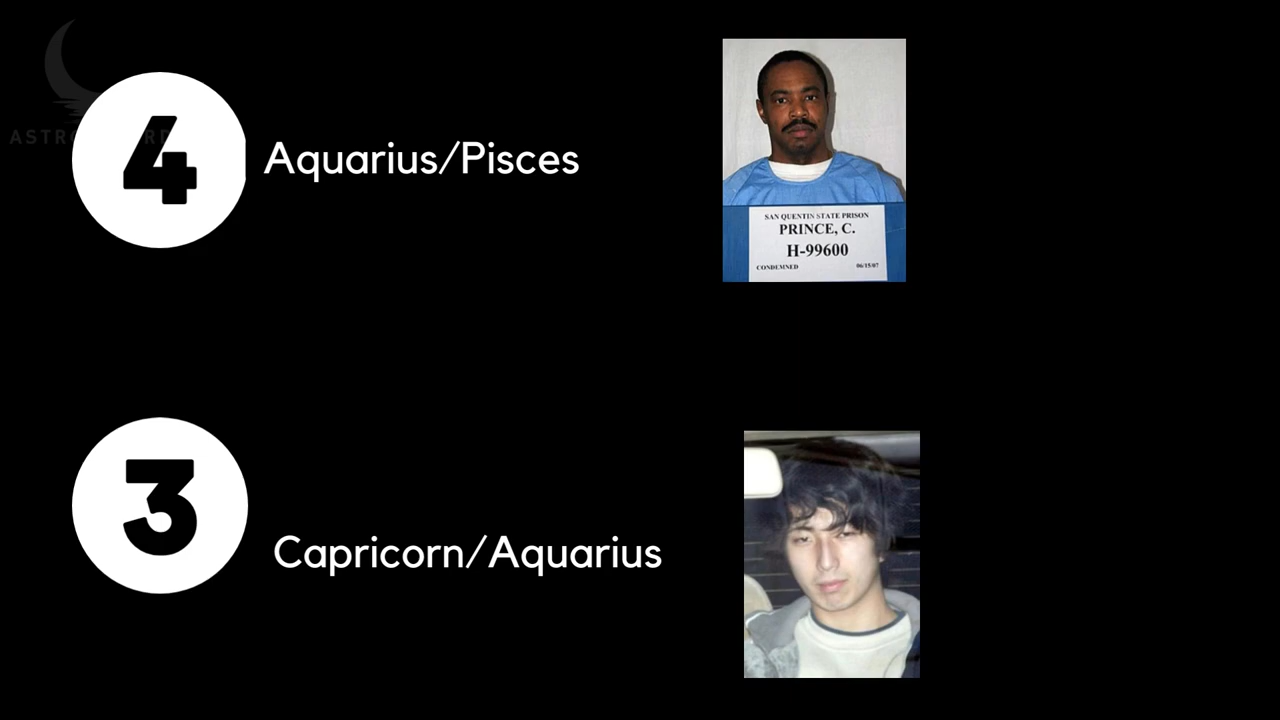 4
Aquarius/Pisces
SAN QUENTIN STATE PRISON
PRINCE, C.
H-99600
CONDEMNED 06/15/07
3
Capricorn/Aquarius